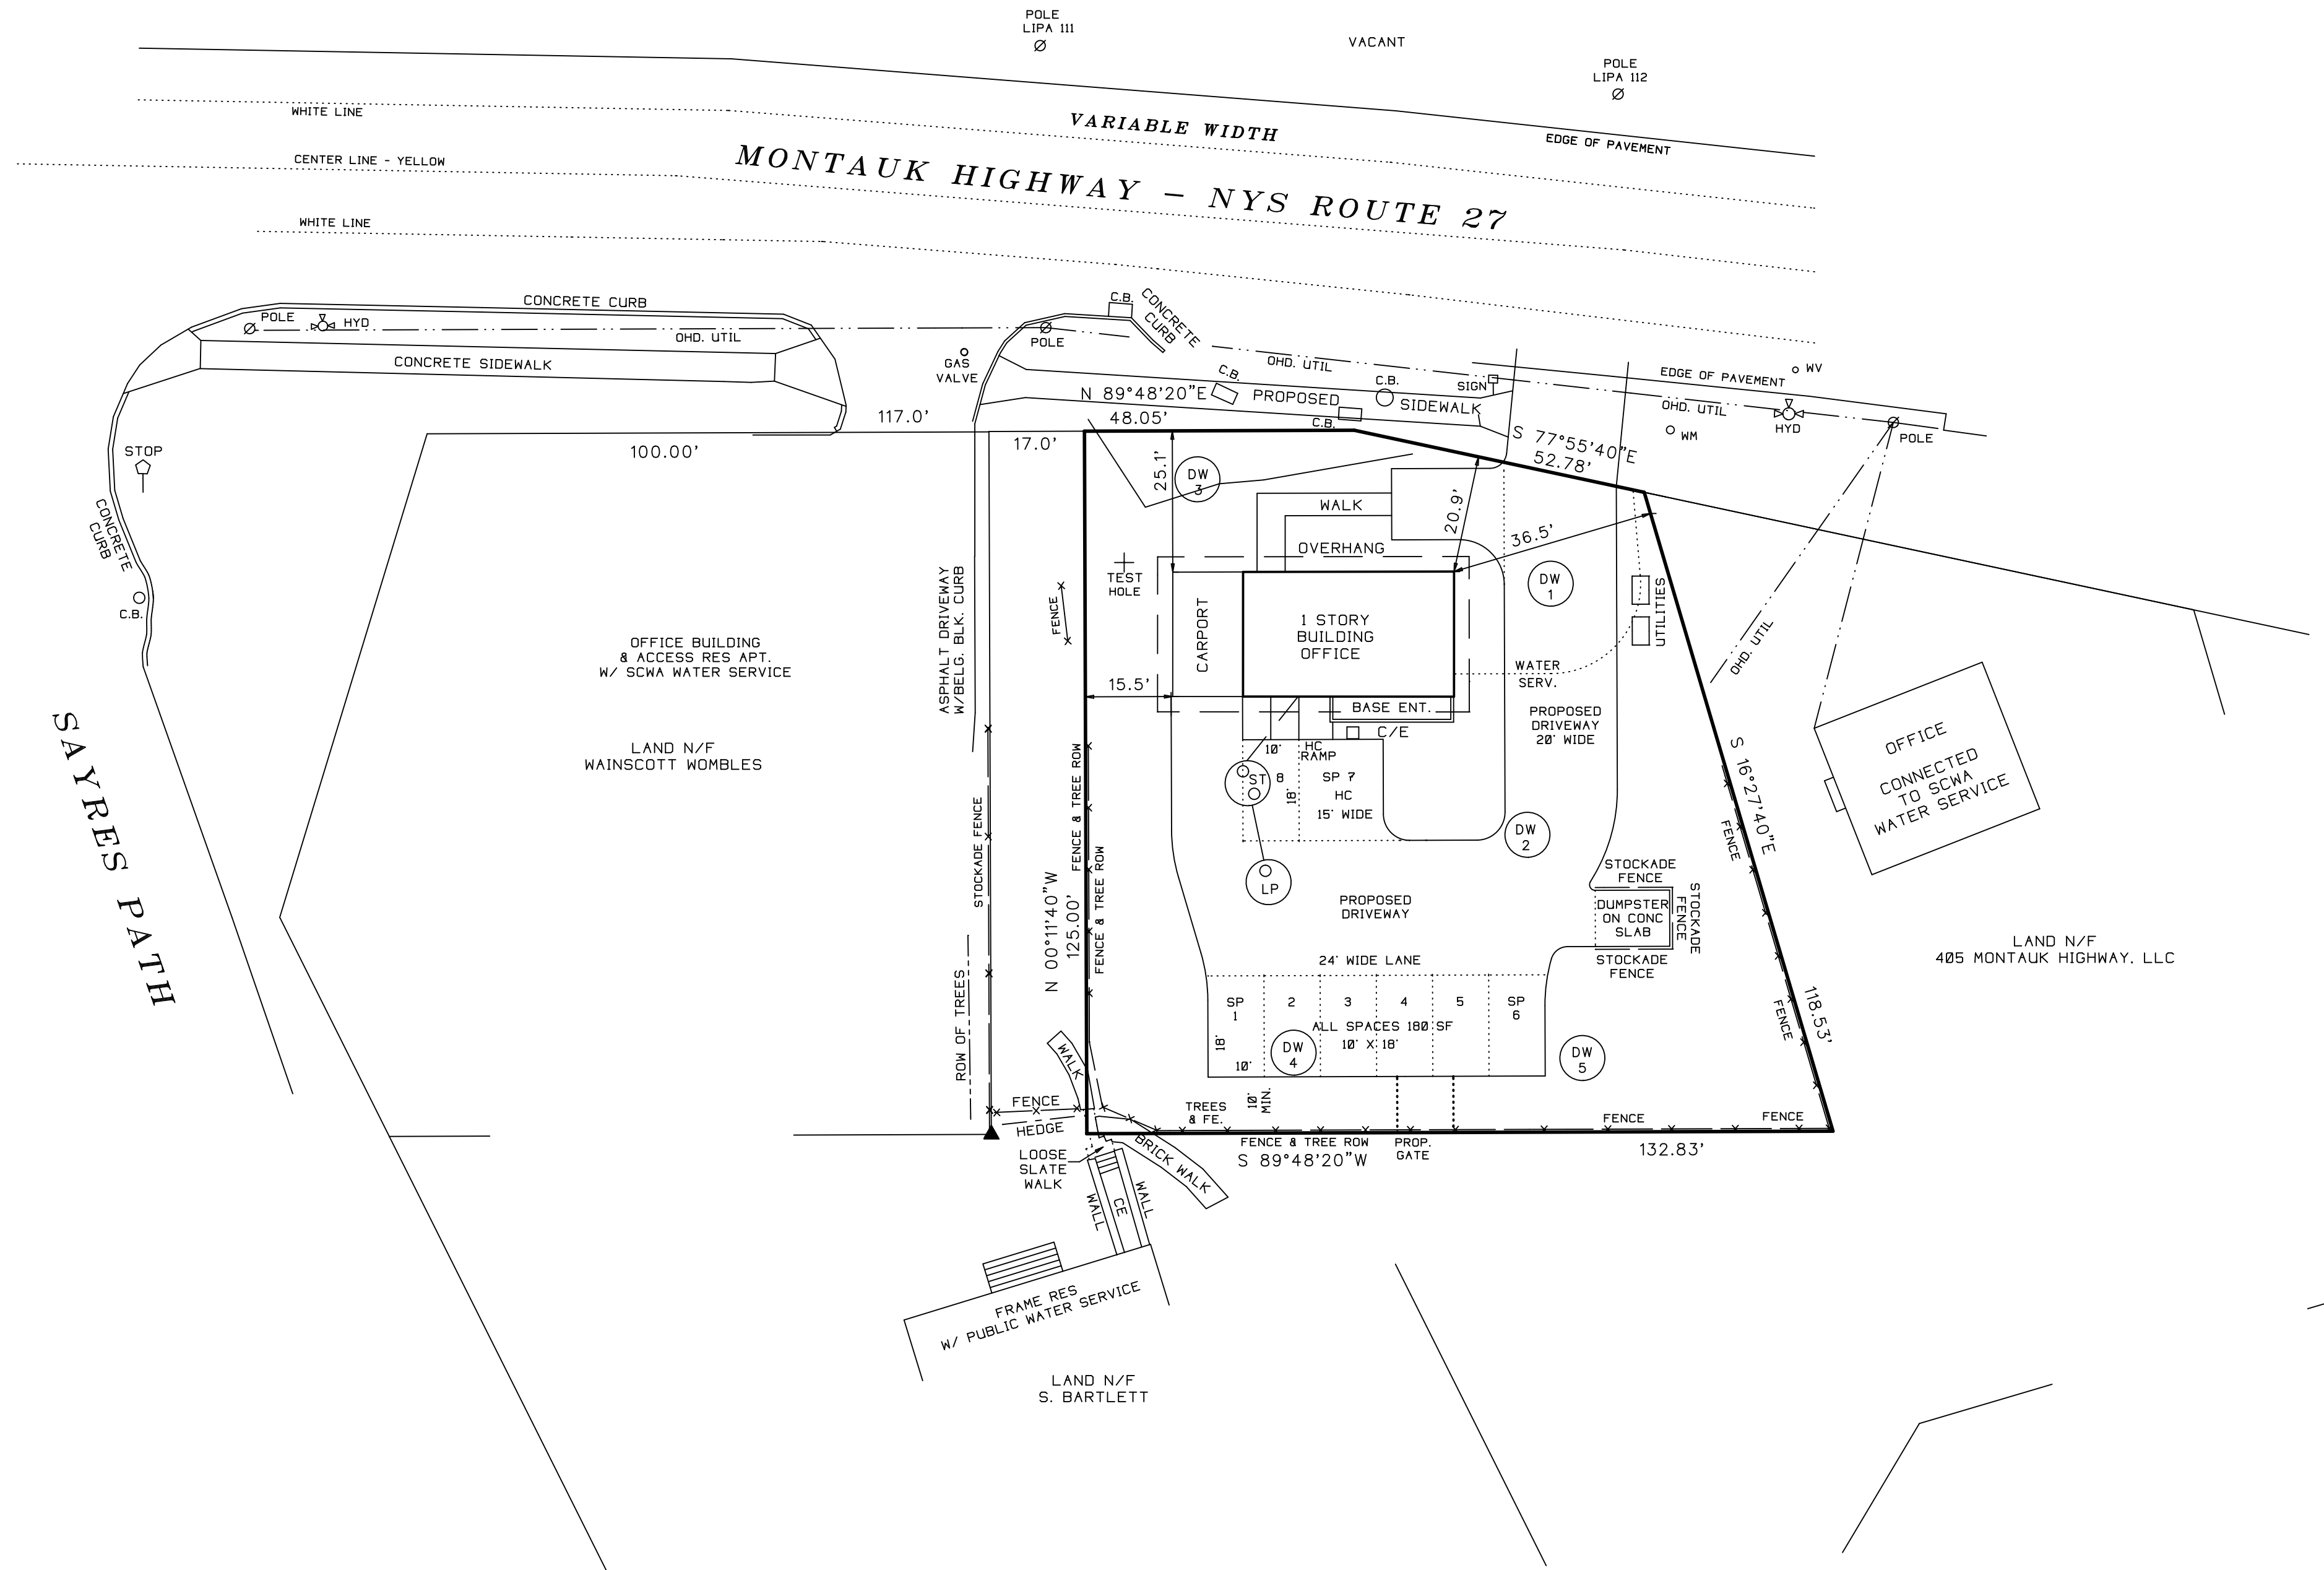 POLE
LIPA 111
VACANT
POLE
LIPA 112
WHITE LINE
VARIABLE WIDTH
EDGE OF PAVEMENT
CENTER LINE - YELLOW
MONTAUK HIGHWAY - NYS ROUTE 27
WHITE LINE
CONCRETE CURB
POLE
HYD
OHD. UTIL
CONCRETE SIDEWALK
C.B.
CONCRETE
CURB
POLE
GAS
VALVE
OHD. UTIL
C.B.
C.B.
SIGN
EDGE OF PAVEMENT
WV
N 89°48'20"E
PROPOSED
SIDEWALK
C.B.
OHD. UTIL
HYD
WM
POLE
117.0'
48.05'
100.00'
17.0'
S 77°55'40"E
52.78'
STOP
CONCRETE
CURB
C.B.
25.1'
DW
3
WALK
20.9'
36.5'
OVERHANG
TEST
HOLE
FENCE
DW
1
UTILITIES
ASPHALT DRIVEWAY
W/BELG. BLK. CURB
CARPORT
1 STORY
BUILDING
OFFICE
OHD. UTIL
OFFICE BUILDING
& ACCESS RES APT.
W/ SCWA WATER SERVICE
WATER
SERV.
15.5'
BASE ENT.
C/E
PROPOSED
DRIVEWAY
20' WIDE
SAYRES PATH
LAND N/F
WAINSCOTT WOMBLES
10'
HC
RAMP
ST
8
18'
SP 7
HC
15' WIDE
OFFICE
CONNECTED
TO SCWA
WATER SERVICE
S 16°27'40"E
FENCE
STOCKADE FENCE
FENCE & TREE ROW
FENCE & TREE ROW
DW
2
N 00°11'40"W
125.00'
LP
PROPOSED
DRIVEWAY
STOCKADE
FENCE
DUMPSTER
ON CONC
SLAB
STOCKADE
FENCE
STOCKADE
FENCE
LAND N/F
405 MONTAUK HIGHWAY, LLC
24' WIDE LANE
ROW OF TREES
SP
1
2
3
4
5
SP
6
ALL SPACES 180 SF
10' X 18'
18'
10'
DW
4
DW
5
118.53'
FENCE
WALK
FENCE
HEDGE
TREES
& FE.
10'
MIN.
FENCE
FENCE
FENCE & TREE ROW
PROP.
GATE
S 89°48'20"W
132.83'
LOOSE
SLATE
WALK
BRICK WALK
WALL
CE
WALL
FRAME RES
W/ PUBLIC WATER SERVICE
LAND N/F
S. BARTLETT